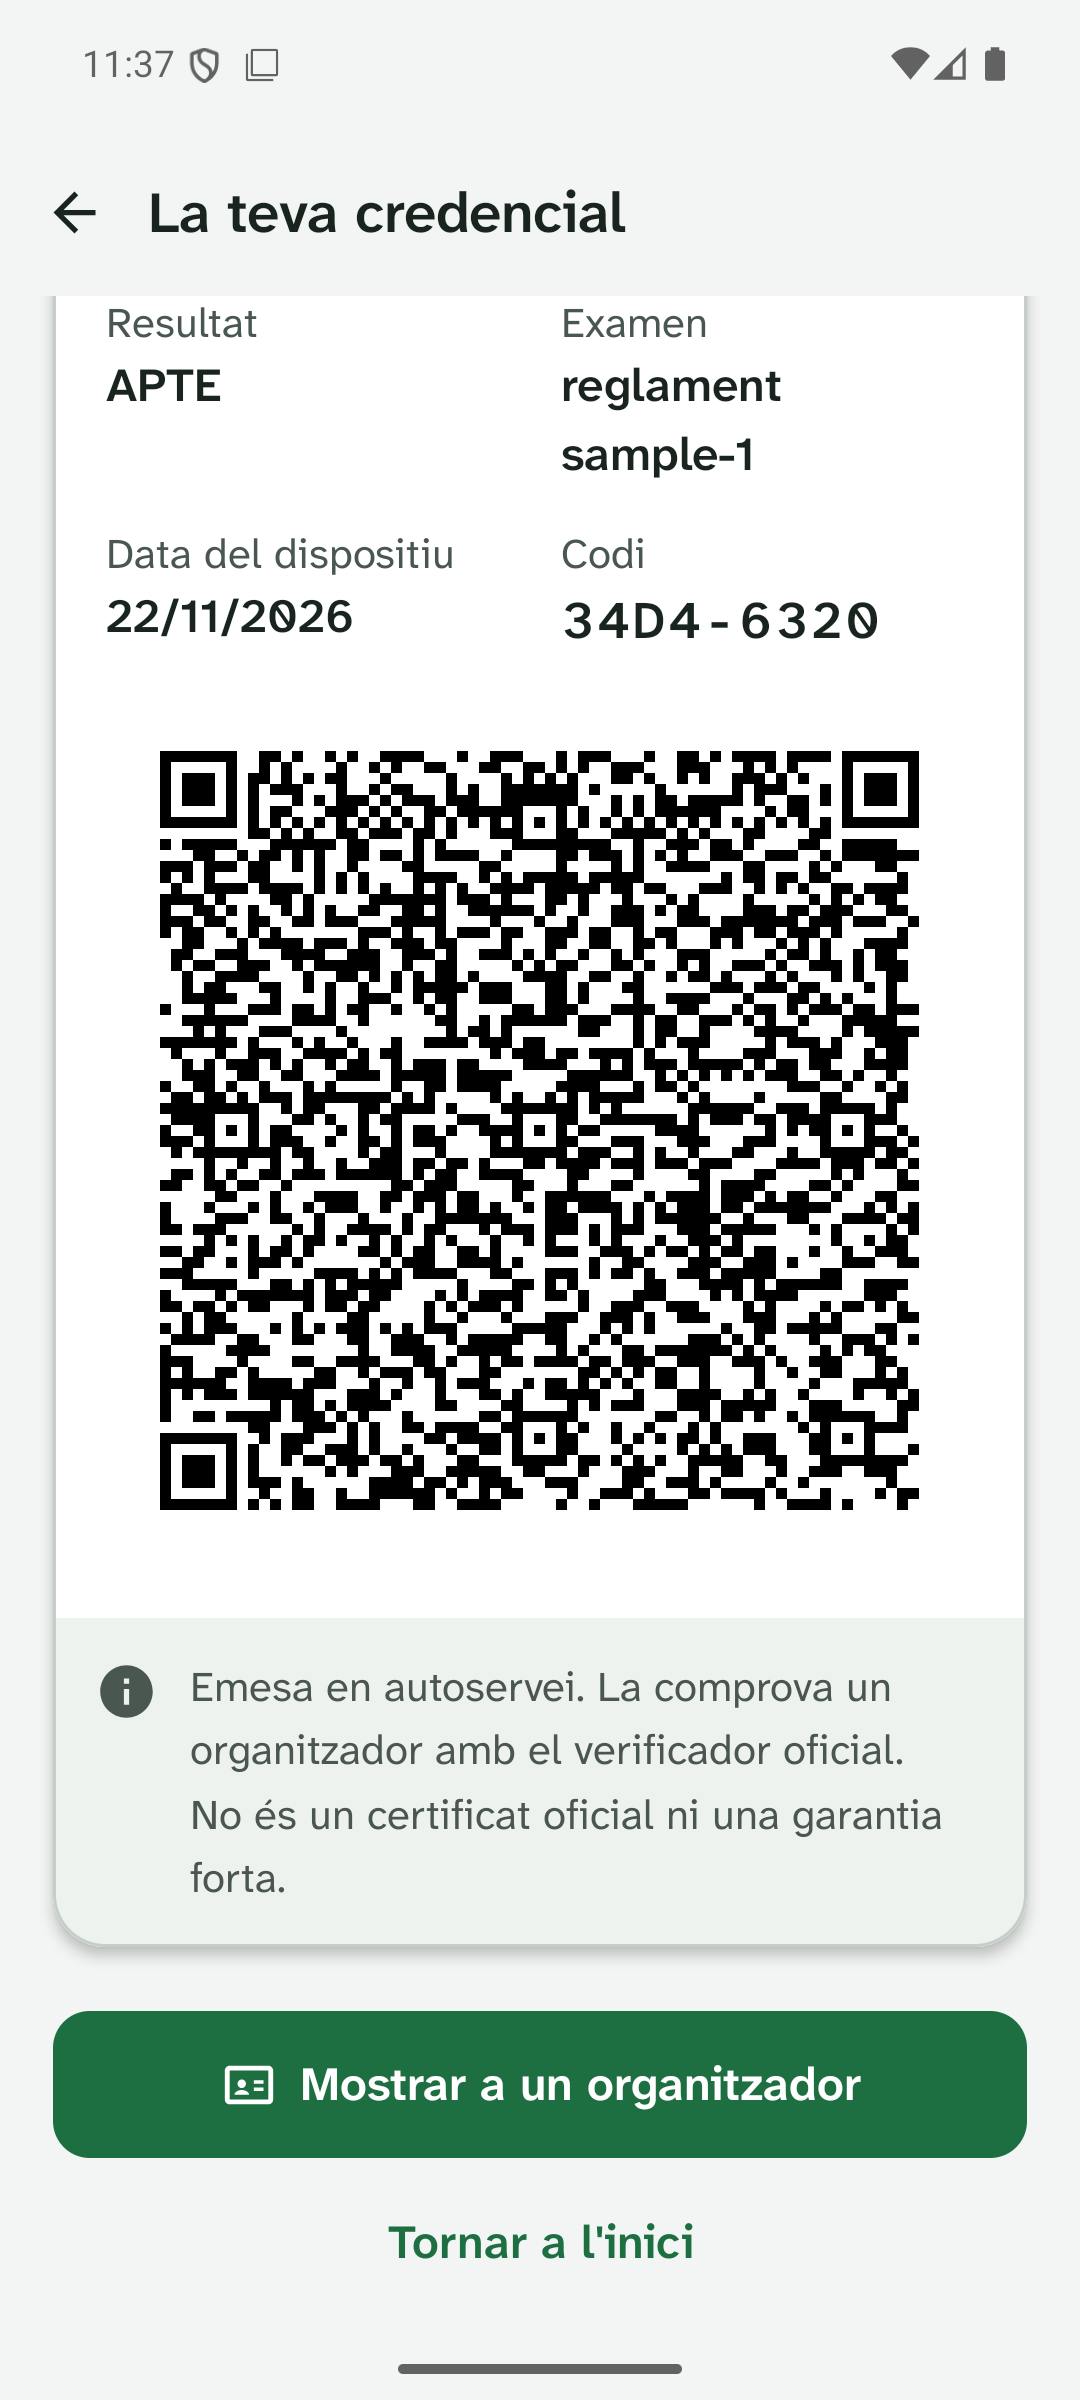 11:37
La teva credencial
Resultat
APTE
Examen
reglament
sample-1
Data del dispositiu
22/11/2026
Codi
34D4-6320
Emesa en autoservei. La comprova un
organitzador amb el verificador oficial.
No és un certificat oficial ni una garantia
forta.
Mostrar a un organitzador
Tornar a l'inici